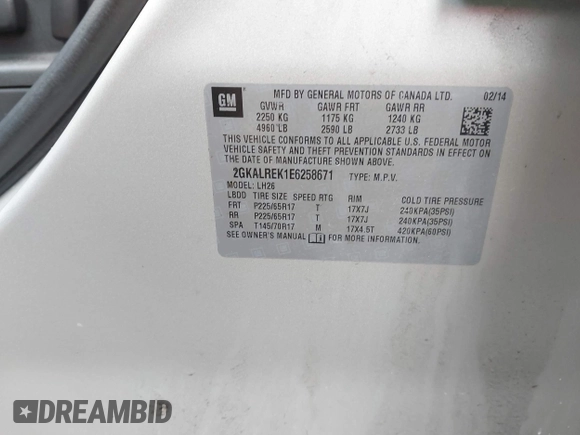 GM
MFD BY GENERAL MOTORS OF CANADA LTD. 02/14
GVWR GAWR FRT GAWR RR
2250 KG 1175 KG 1240 KG
4960 LB 2590 LB 2733 LB
THIS VEHICLE CONFORMS TO ALL APPLICABLE U.S. FEDERAL MOTOR
VEHICLE SAFETY AND THEFT PREVENTION STANDARDS IN EFFECT ON
THE DATE OF MANUFACTURE SHOWN ABOVE.
2GKALREK1E6258671 TYPE: M.P.V.
MODEL: LH26
LBDD TIRE SIZE SPEED RTG RIM COLD TIRE PRESSURE
FRT P225/65R17 T 17X7J 240KPA(35PSI)
RR P225/65R17 T 17X7J 240KPA(35PSI)
SPA T145/70R17 M 17X4.5T 420KPA(60PSI)
SEE OWNER'S MANUAL FOR MORE INFORMATION.
DREAMBID